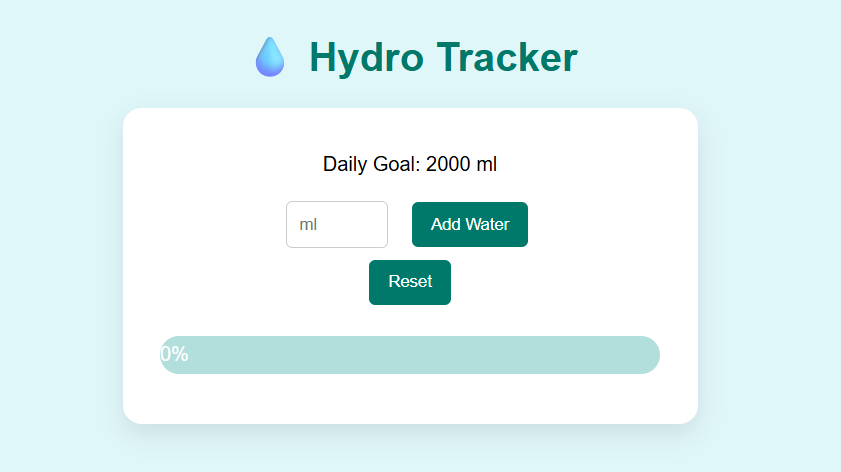 Hydro Tracker
Daily Goal: 2000 ml
ml Add Water
Reset
0%